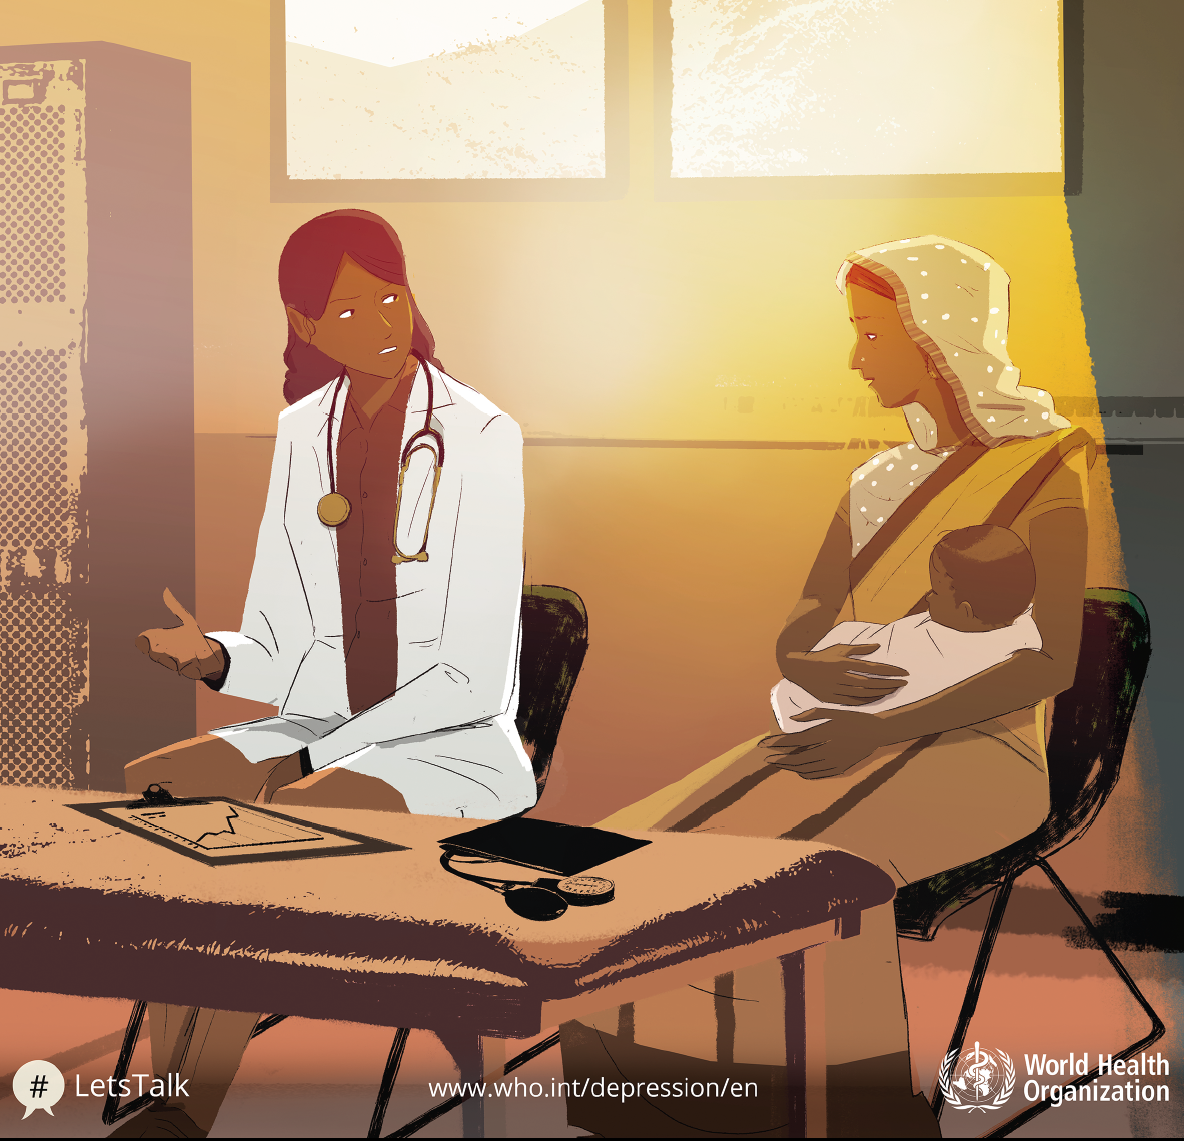 # LetsTalk
www.who.int/depression/en
World Health
Organization